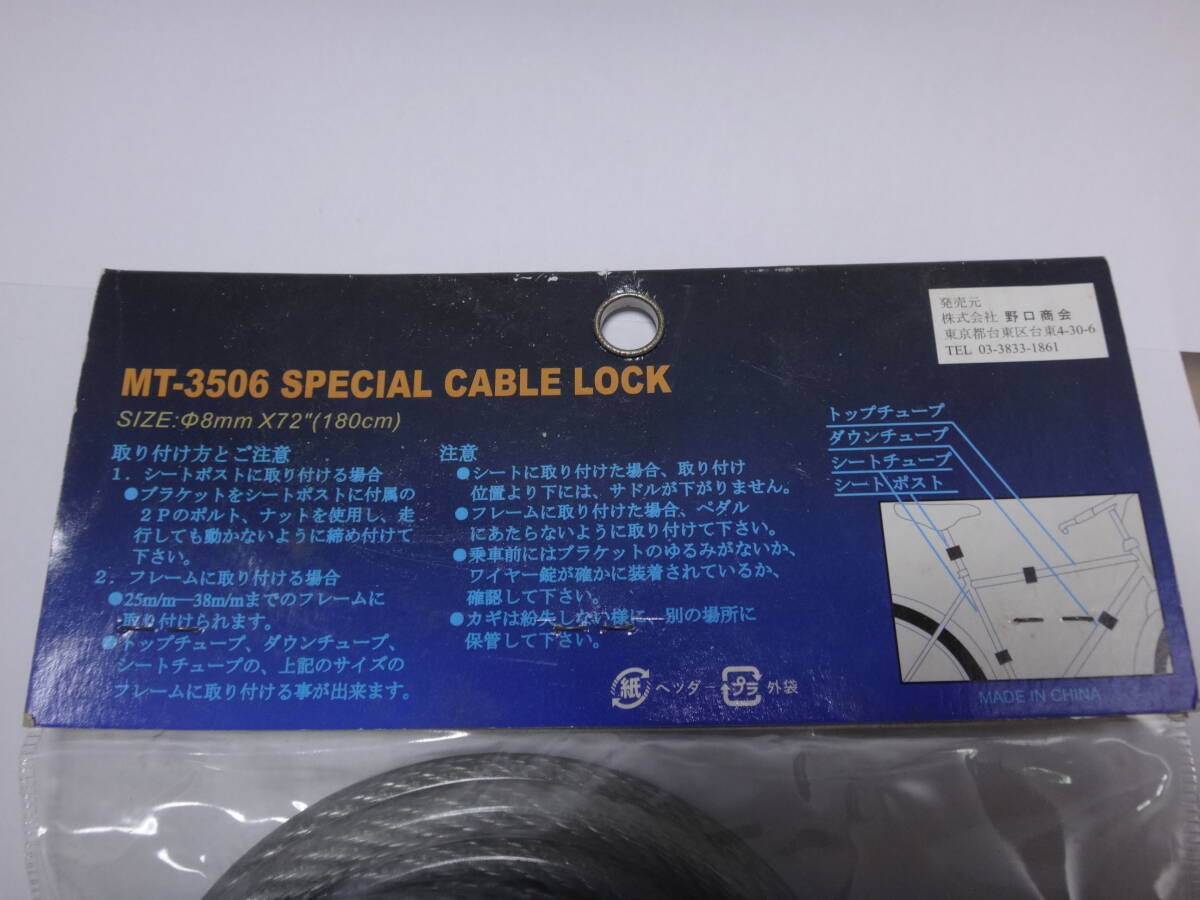 発売元
株式会社 野口商会
東京都台東区台東4-30-6
TEL 03-3833-1861
MT-3506 SPECIAL CABLE LOCK
SIZE:Φ8mm X72"(180cm)
取り付け方とご注意
1．シートポストに取り付ける場合
●ブラケットをシートポストに付属の
２Ｐのボルト、ナットを使用し、走
行しても動かないように締め付けて
下さい。
2．フレームに取り付ける場合
●25m/m—38m/mまでのフレームに
取り付けられます。
●トップチューブ、ダウンチューブ、
シートチューブの、上記のサイズの
フレームに取り付ける事が出来ます。
注意
●シートに取り付けた場合、取り付け
位置より下には、サドルが下がりません。
●フレームに取り付けた場合、ペダル
にあたらないように取り付けて下さい。
●乗車前にはブラケットのゆるみがないか、
ワイヤー錠が確かに装着されているか、
確認して下さい。
●カギは紛失しない様に 別の場所に
保管して下さい。
紙 ヘッダー プラ 外袋
トップチューブ
ダウンチューブ
シートチューブ
シート ポスト
MADE IN CHINA